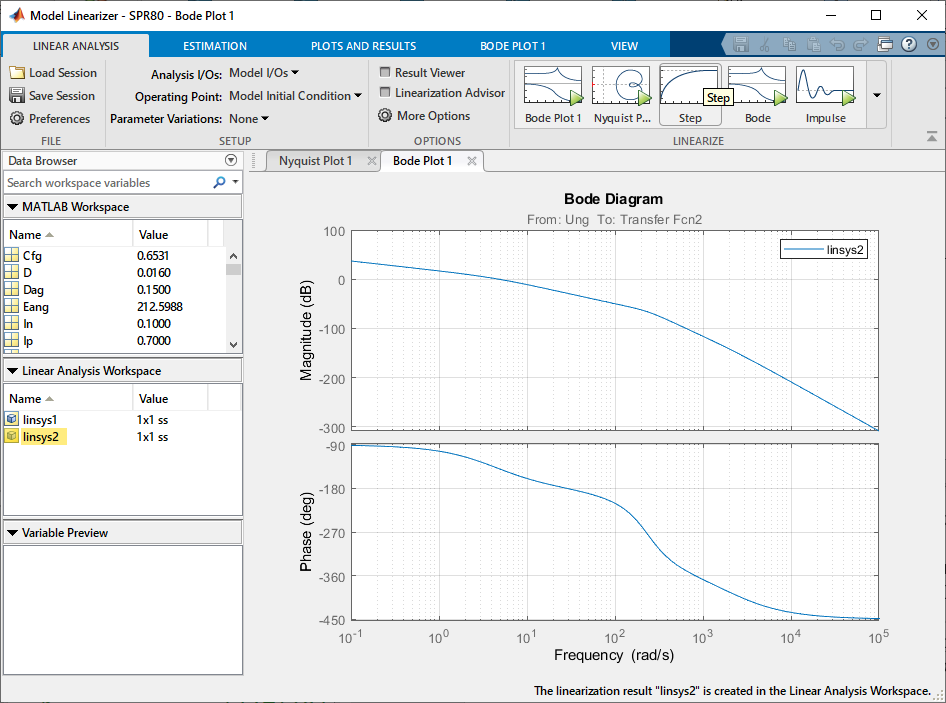 Model Linearizer - SPR80 - Bode Plot 1
LINEAR ANALYSIS ESTIMATION PLOTS AND RESULTS BODE PLOT 1 VIEW
Load Session
Save Session
Preferences
FILE
Analysis I/Os: Model I/Os
Operating Point: Model Initial Condition
Parameter Variations: None
SETUP
Result Viewer
Linearization Advisor
More Options
OPTIONS
Bode Plot 1 Nyquist P... Step Bode Impulse
Step
LINEARIZE
Data Browser
Search workspace variables
MATLAB Workspace
Name Value
Cfg 0.6531
D 0.0160
Dag 0.1500
Eang 212.5988
In 0.1000
Ip 0.7000
Linear Analysis Workspace
Name Value
linsys1 1x1 ss
linsys2 1x1 ss
Variable Preview
Nyquist Plot 1 Bode Plot 1
Bode Diagram
From: Ung To: Transfer Fcn2
linsys2
Magnitude (dB)
100
0
-100
-200
-300
Phase (deg)
-90
-180
-270
-360
-450
10^-1 10^0 10^1 10^2 10^3 10^4 10^5
Frequency (rad/s)
The linearization result "linsys2" is created in the Linear Analysis Workspace.